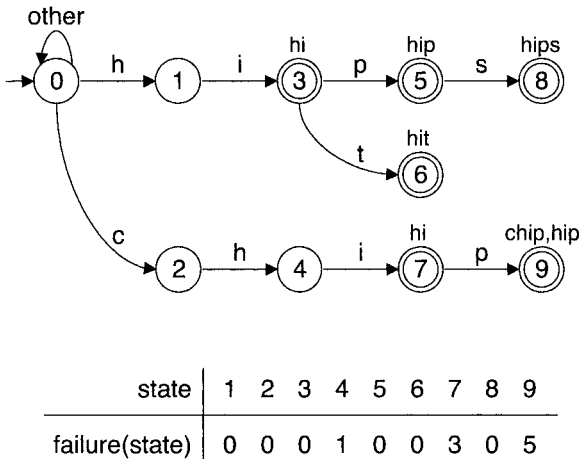 other
hi hip hips
0 h 1 i 3 p 5 s 8
hit
t 6
c
hi chip,hip
2 h 4 i 7 p 9
state 1 2 3 4 5 6 7 8 9
failure(state) 0 0 0 1 0 0 3 0 5